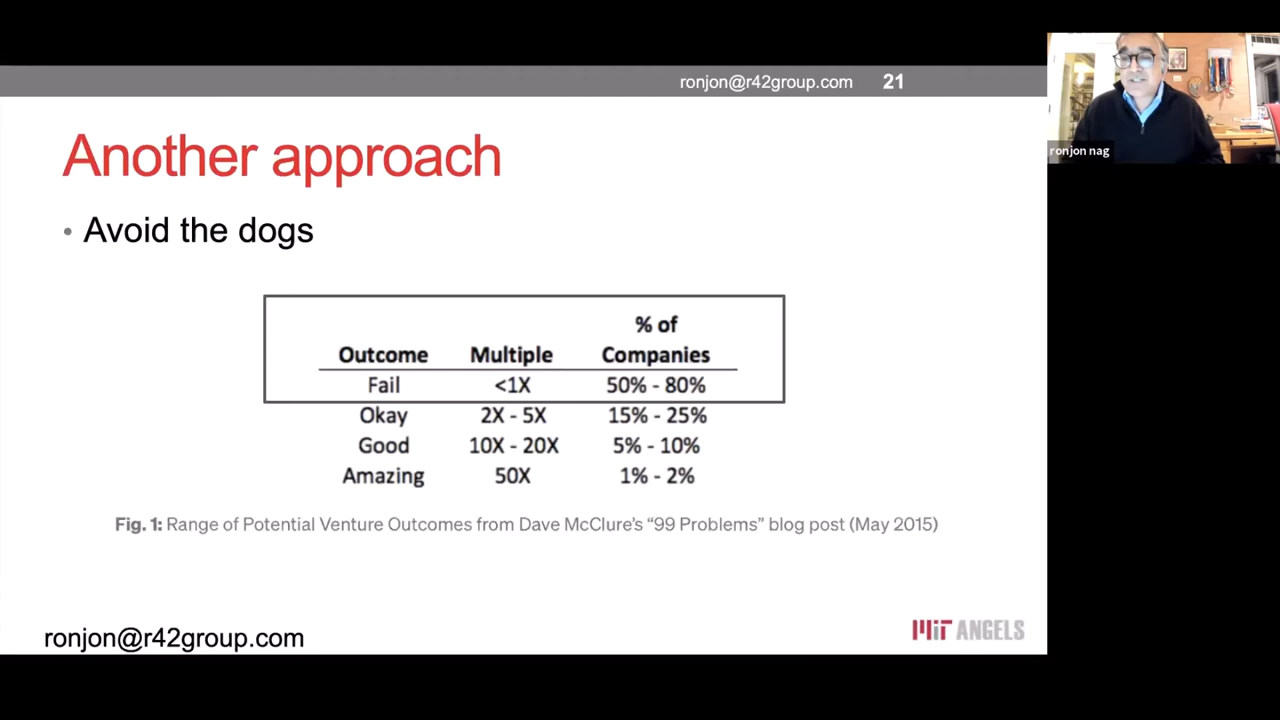 ronjon@r42group.com 21
ronjon nag
Another approach
• Avoid the dogs
% of
Outcome Multiple Companies
Fail <1X 50% - 80%
Okay 2X - 5X 15% - 25%
Good 10X - 20X 5% - 10%
Amazing 50X 1% - 2%
Fig. 1: Range of Potential Venture Outcomes from Dave McClure's “99 Problems” blog post (May 2015)
ronjon@r42group.com
MIT ANGELS